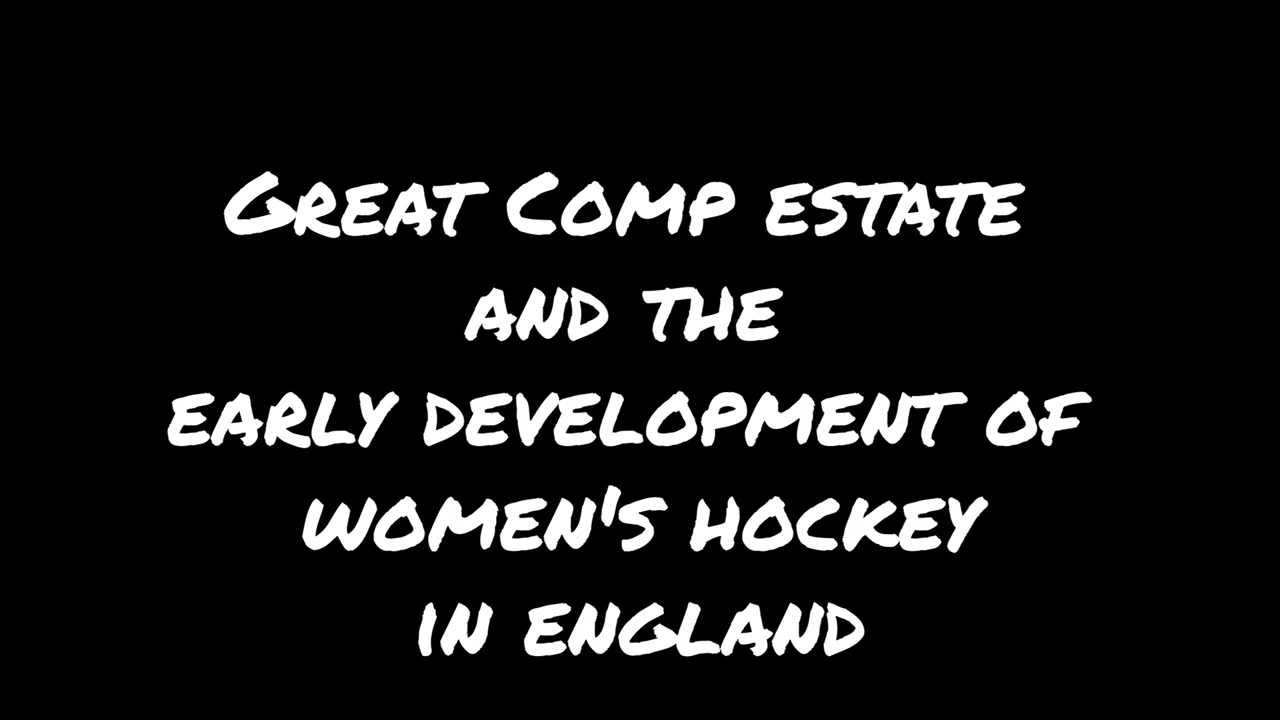 Great Comp estate
and the
early development of
women's hockey
in england